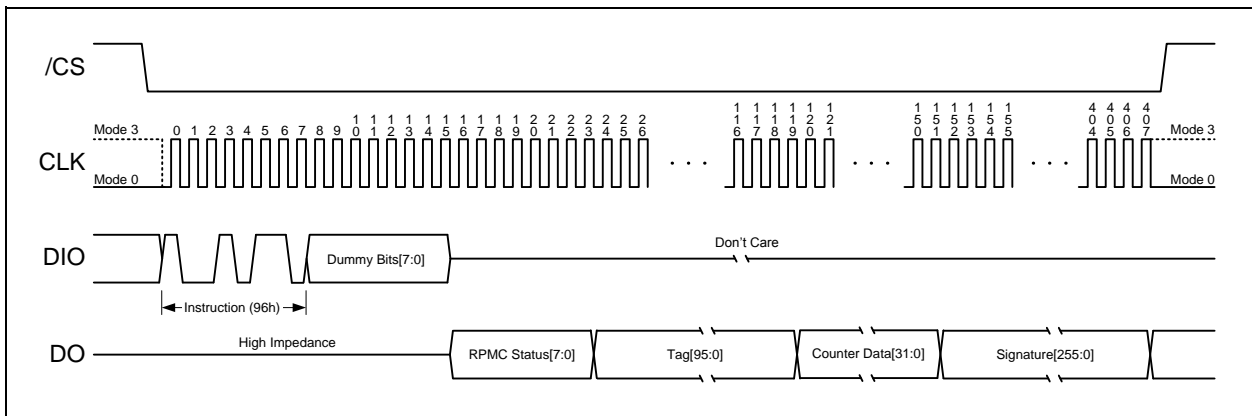 /CS
0 1 2 3 4 5 6 7 8 9 10 11 12 13 14 15 16 17 18 19 20 21 22 23 24 25 26 116 117 118 119 120 121 150 151 152 153 154 155 404 405 406 407
Mode 3 Mode 3
CLK . . . . . . . . .
Mode 0 Mode 0
Don't Care
DIO Dummy Bits[7:0]
Instruction (96h)
High Impedance
DO RPMC Status[7:0] Tag[95:0] Counter Data[31:0] Signature[255:0]